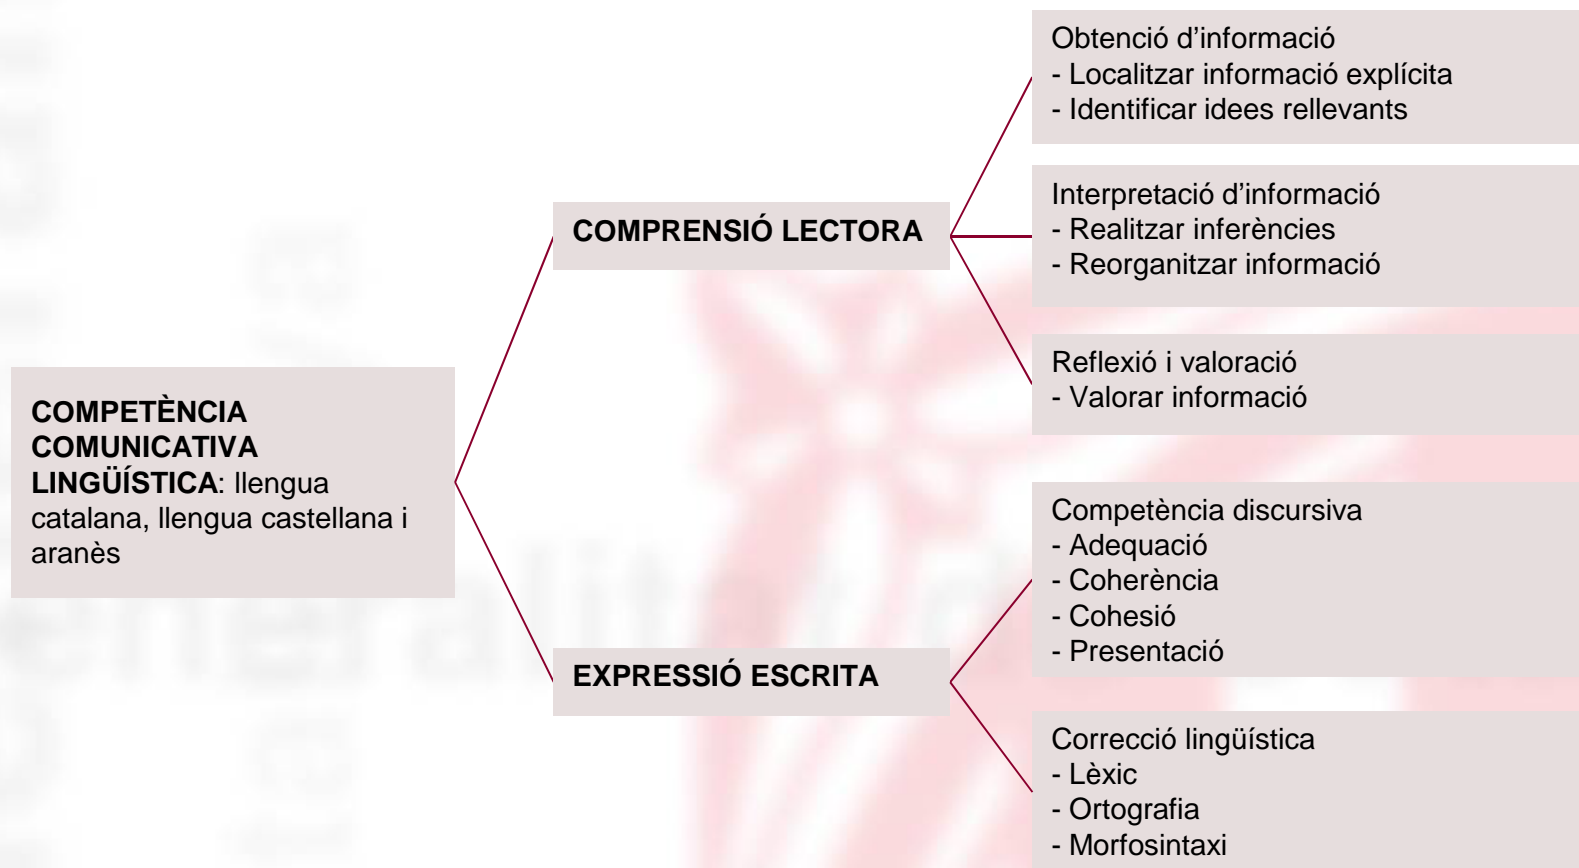 COMPETÈNCIA
COMUNICATIVA
LINGÜÍSTICA: llengua
catalana, llengua castellana i
aranès
COMPRENSIÓ LECTORA
Obtenció d’informació
- Localitzar informació explícita
- Identificar idees rellevants
Interpretació d’informació
- Realitzar inferències
- Reorganitzar informació
Reflexió i valoració
- Valorar informació
EXPRESSIÓ ESCRITA
Competència discursiva
- Adequació
- Coherència
- Cohesió
- Presentació
Correcció lingüística
- Lèxic
- Ortografia
- Morfosintaxi